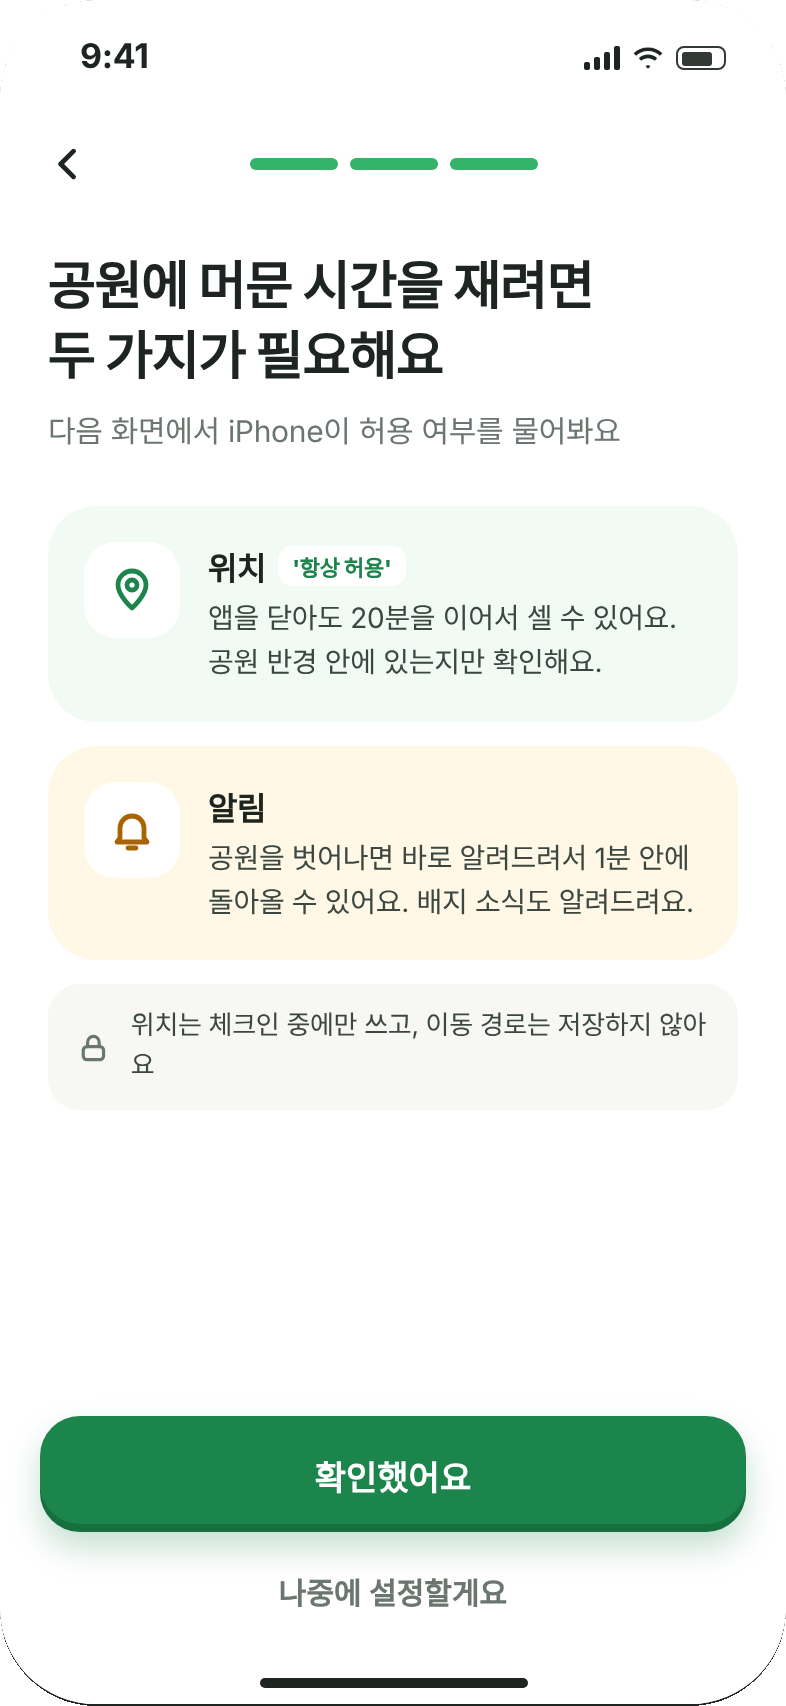 9:41
공원에 머문 시간을 재려면
두 가지가 필요해요
다음 화면에서 iPhone이 허용 여부를 물어봐요
위치 '항상 허용'
앱을 닫아도 20분을 이어서 셀 수 있어요.
공원 반경 안에 있는지만 확인해요.
알림
공원을 벗어나면 바로 알려드려서 1분 안에
돌아올 수 있어요. 배지 소식도 알려드려요.
위치는 체크인 중에만 쓰고, 이동 경로는 저장하지 않아
요
확인했어요
나중에 설정할게요